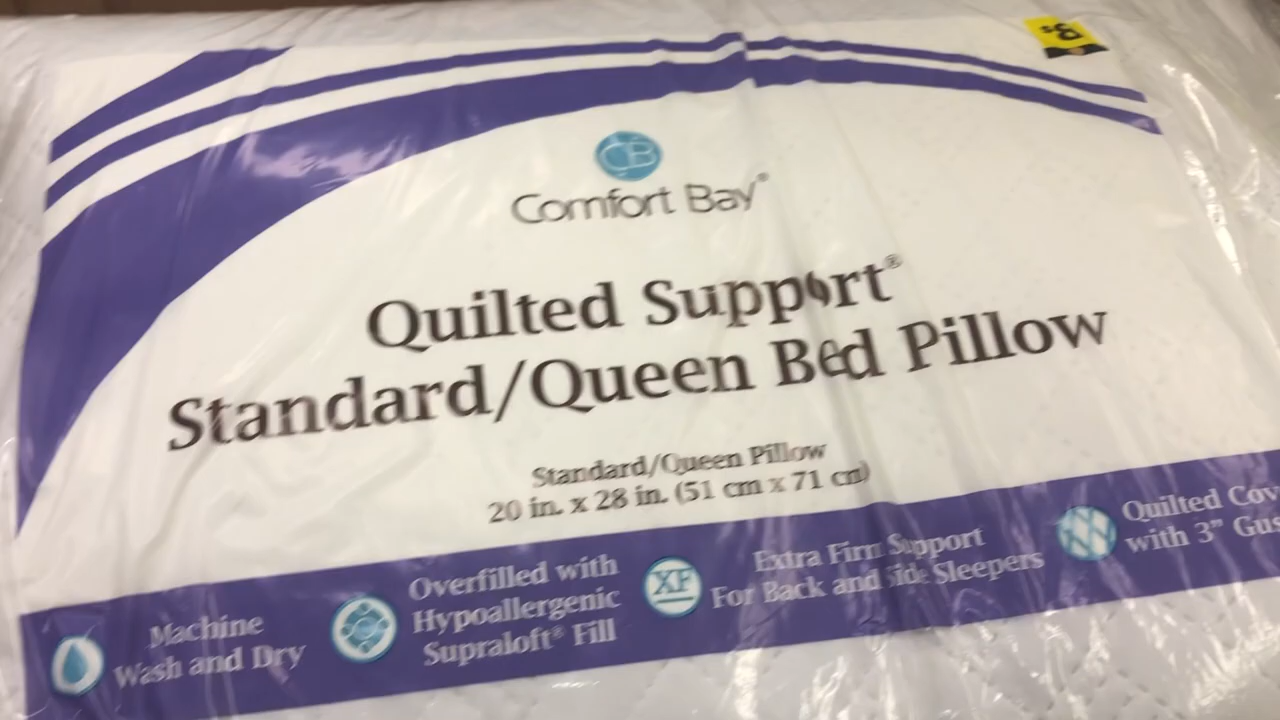 $8
CB
Comfort Bay®
Quilted Support®
Standard/Queen Bed Pillow
Standard/Queen Pillow
20 in. x 28 in. (51 cm x 71 cm)
Machine
Wash and Dry
Overfilled with
Hypoallergenic
Supraloft® Fill
XF
Extra Firm Support
For Back and Side Sleepers
Quilted Cov
with 3" Gus